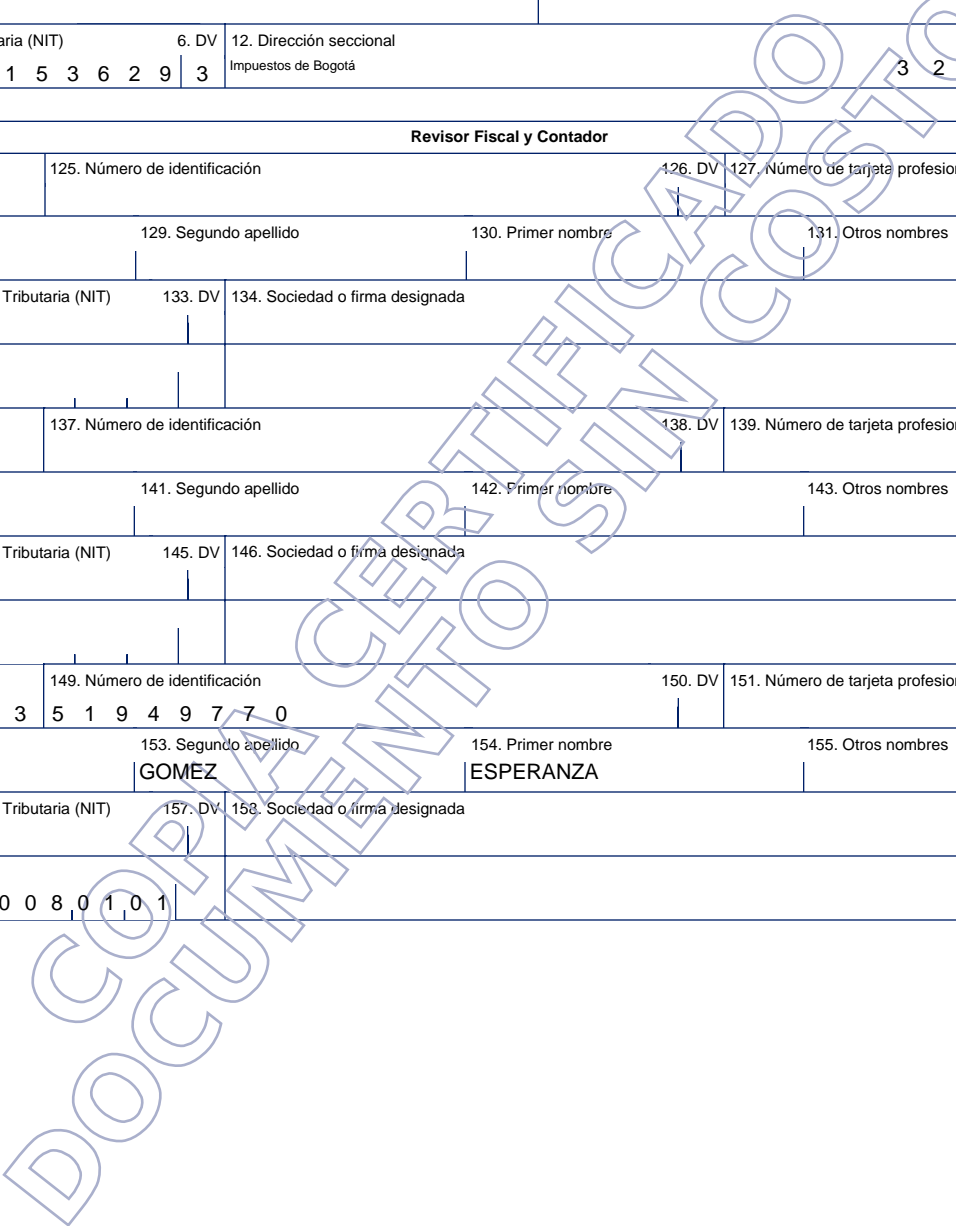 aria (NIT) 6. DV 12. Dirección seccional
1 5 3 6 2 9 3 Impuestos de Bogotá 3 2
Revisor Fiscal y Contador
125. Número de identificación 126. DV 127. Número de tarjeta profesion
129. Segundo apellido 130. Primer nombre 131. Otros nombres
Tributaria (NIT) 133. DV 134. Sociedad o firma designada
137. Número de identificación 138. DV 139. Número de tarjeta profesion
141. Segundo apellido 142. Primer nombre 143. Otros nombres
Tributaria (NIT) 145. DV 146. Sociedad o firma designada
149. Número de identificación 150. DV 151. Número de tarjeta profesion
3 5 1 9 4 9 7 7 0
153. Segundo apellido 154. Primer nombre 155. Otros nombres
GOMEZ ESPERANZA
Tributaria (NIT) 157. DV 158. Sociedad o firma designada
0 0 8 0 1 0 1
COPIA CERTIFICADO
DOCUMENTO SIN COSTO